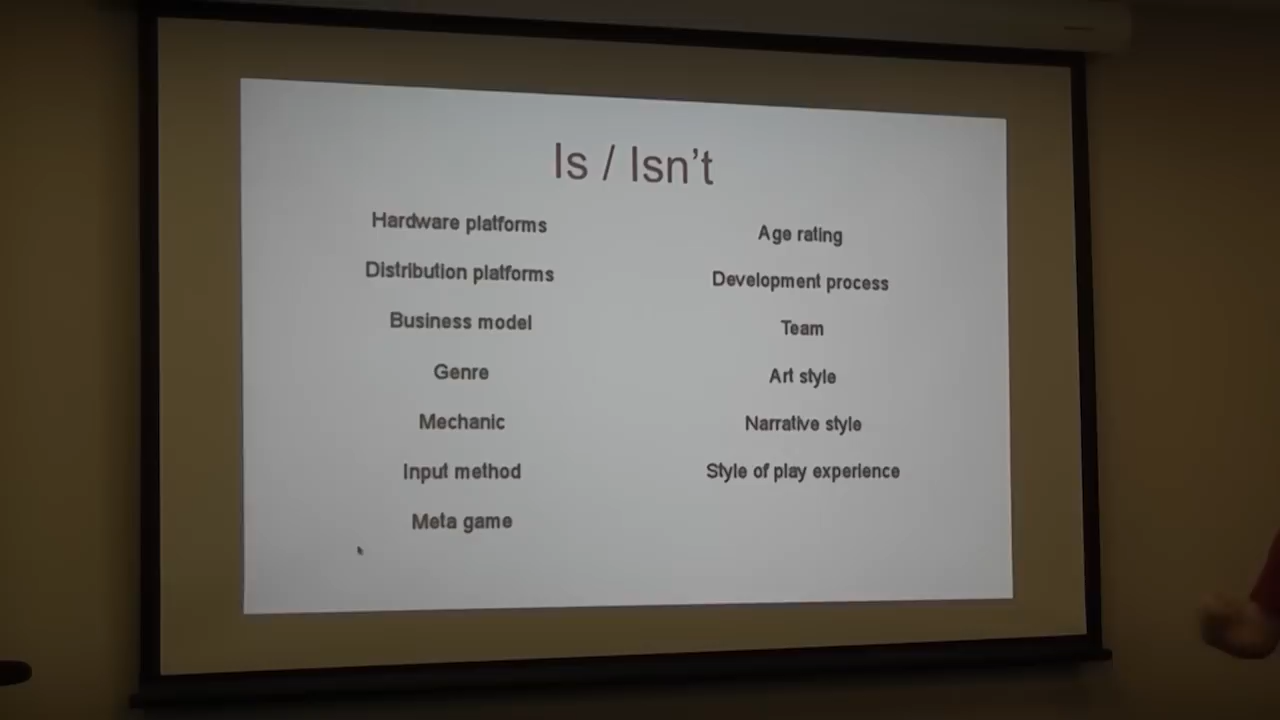 Is / Isn't
Hardware platforms
Distribution platforms
Business model
Genre
Mechanic
Input method
Meta game
Age rating
Development process
Team
Art style
Narrative style
Style of play experience